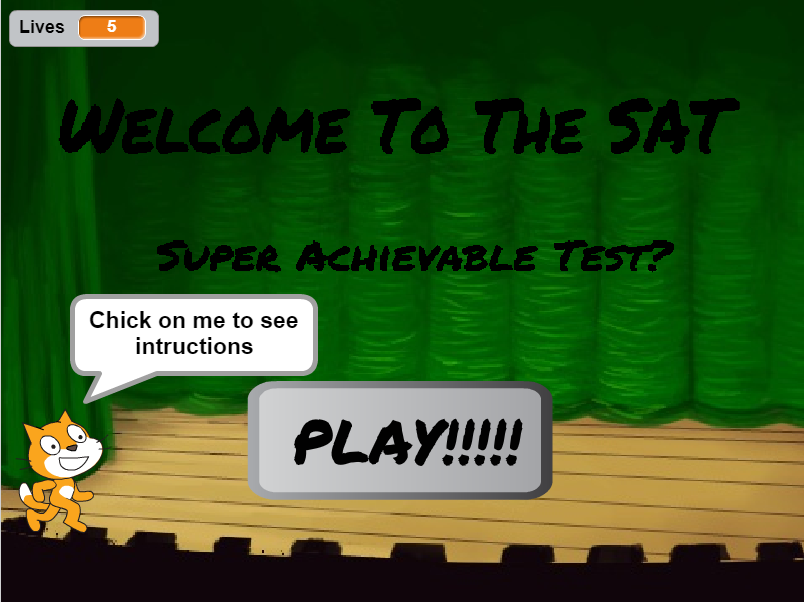 Lives 5
Welcome To The SAT
Super Achievable Test?
Chick on me to see
intructions
PLAY!!!!!